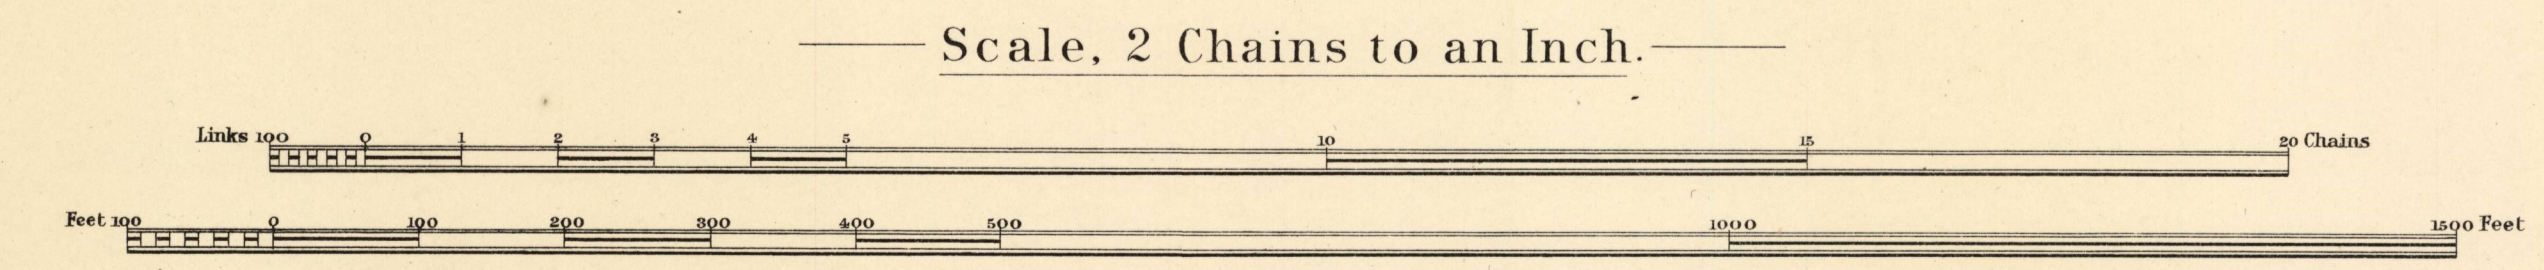 Scale, 2 Chains to an Inch.
Links 100 0 1 2 3 4 5 10 15 20 Chains
Feet 100 0 100 200 300 400 500 1000 1500 Feet